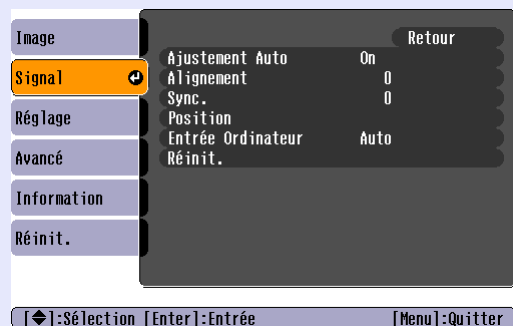 Image
Signal
Réglage
Avancé
Information
Réinit.
Retour
Ajustement Auto On
Alignement 0
Sync. 0
Position
Entrée Ordinateur Auto
Réinit.
[◆]:Sélection [Enter]:Entrée [Menu]:Quitter